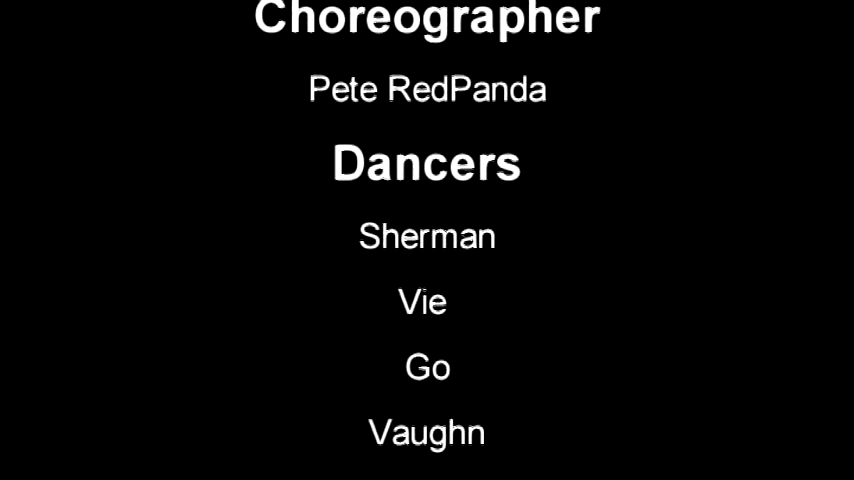 Choreographer
Pete RedPanda
Dancers
Sherman
Vie
Go
Vaughn